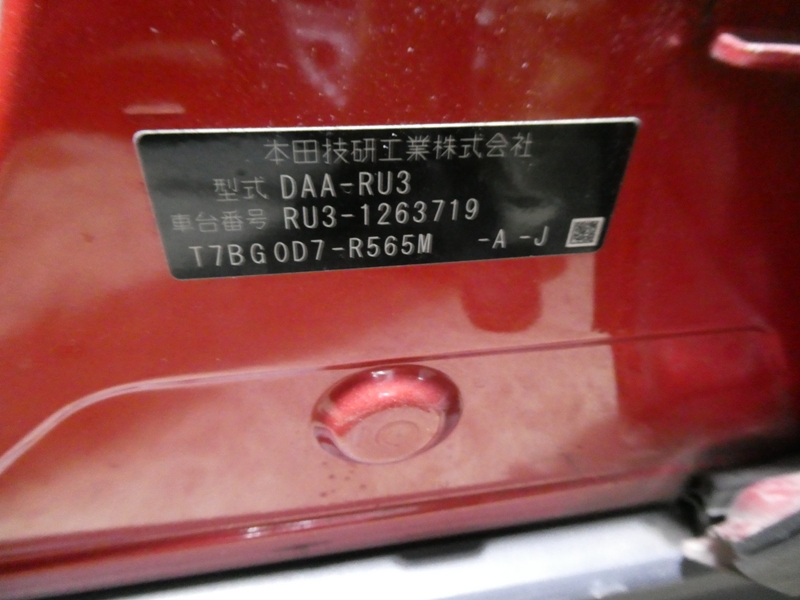 本田技研工業株式会社
型式 DAA-RU3
車台番号 RU3-1263719
T7BG0D7-R565M -A -J